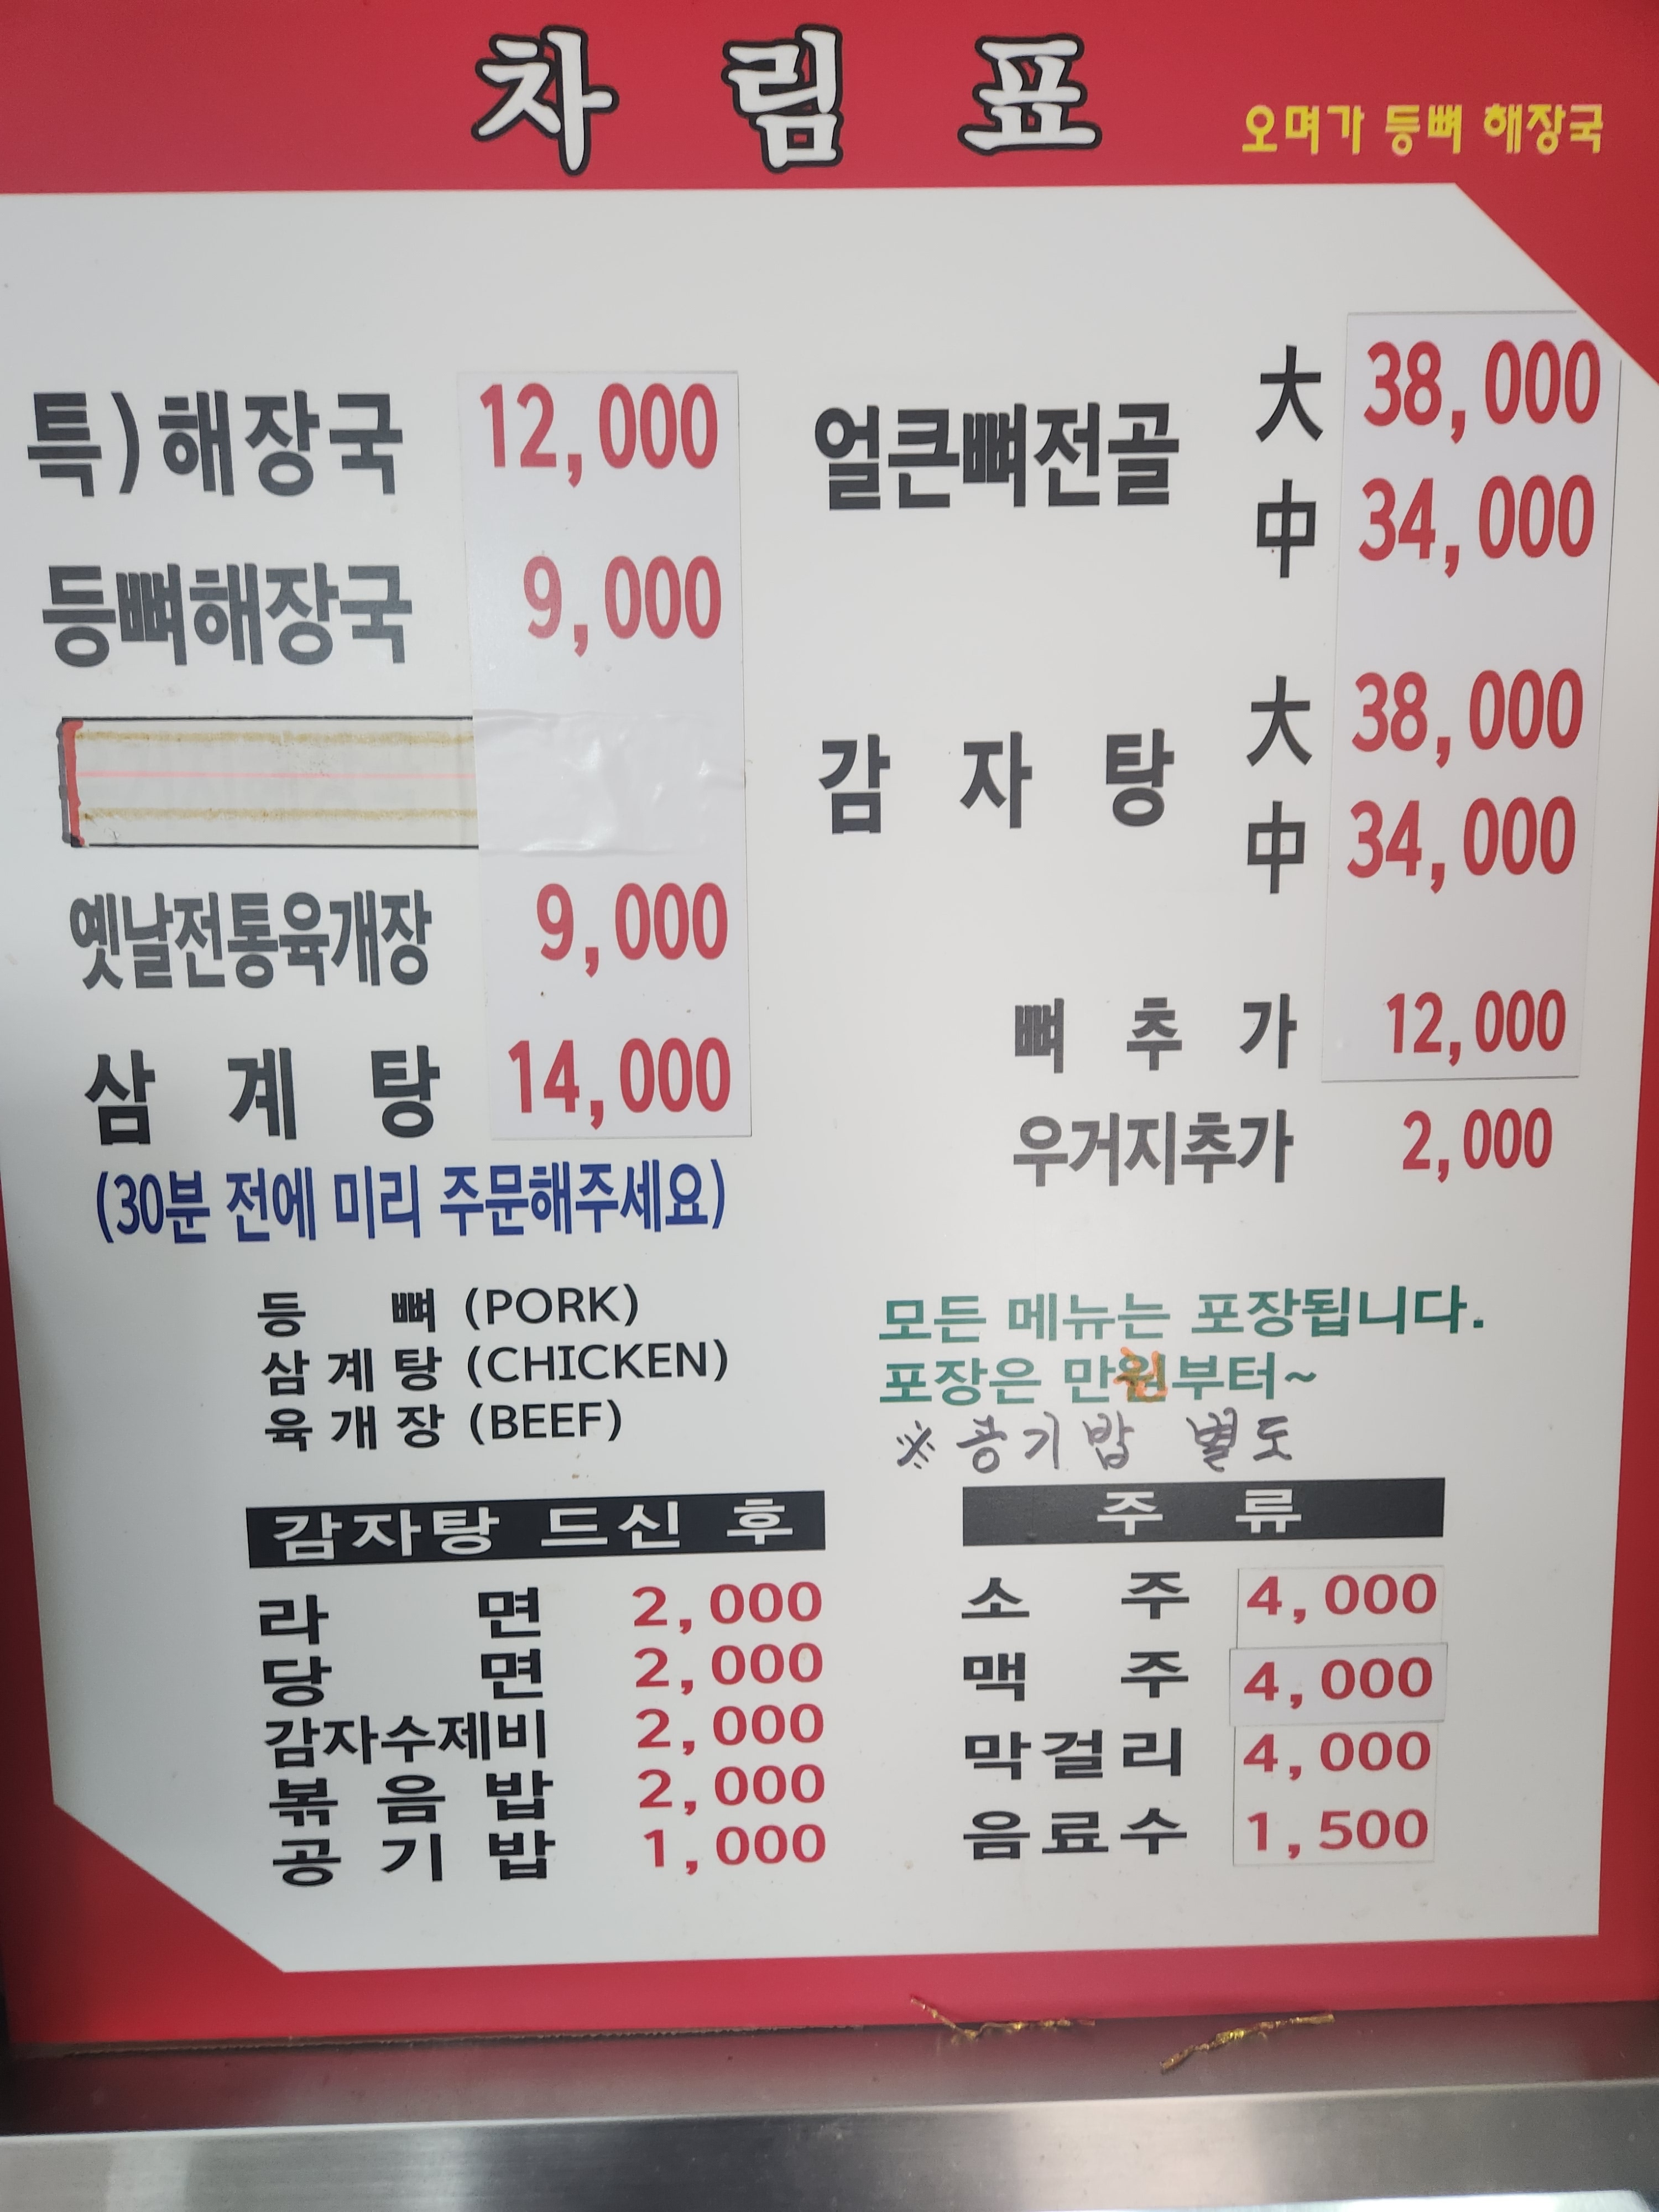 차림표
오며가 등뼈 해장국
특)해장국 12,000
등뼈해장국 9,000
옛날전통육개장 9,000
삼계탕 14,000
(30분 전에 미리 주문해주세요)
얼큰뼈전골 大 38,000
中 34,000
감자탕 大 38,000
中 34,000
뼈추가 12,000
우거지추가 2,000
등뼈 (PORK)
삼계탕 (CHICKEN)
육개장 (BEEF)
모든 메뉴는 포장됩니다.
포장은 만원부터~
※공기밥 별도
감자탕 드신 후
라면 2,000
당면 2,000
감자수제비 2,000
볶음밥 2,000
공기밥 1,000
주류
소주 4,000
맥주 4,000
막걸리 4,000
음료수 1,500